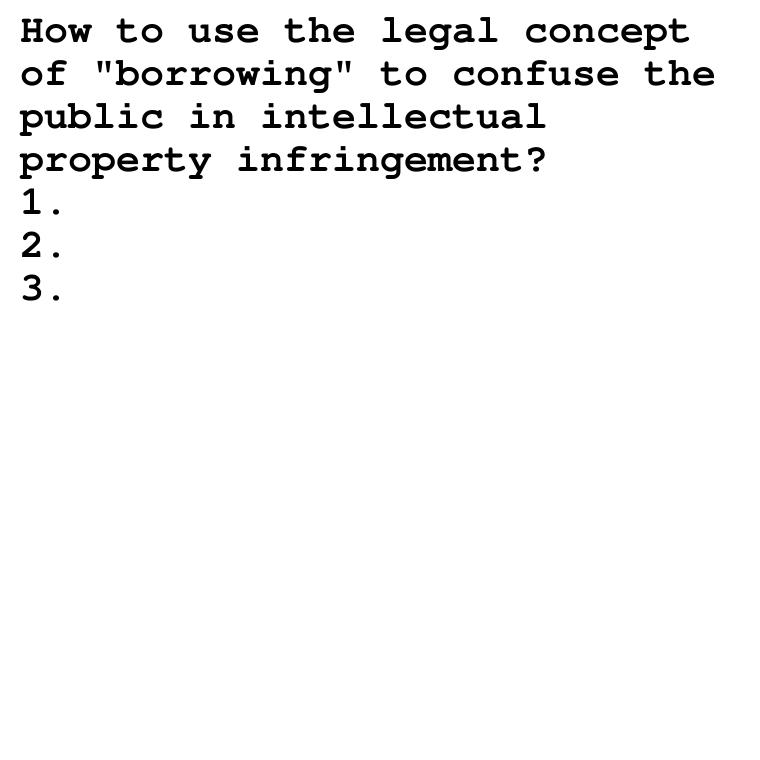 How to use the legal concept
of "borrowing" to confuse the
public in intellectual
property infringement?
1.
2.
3.